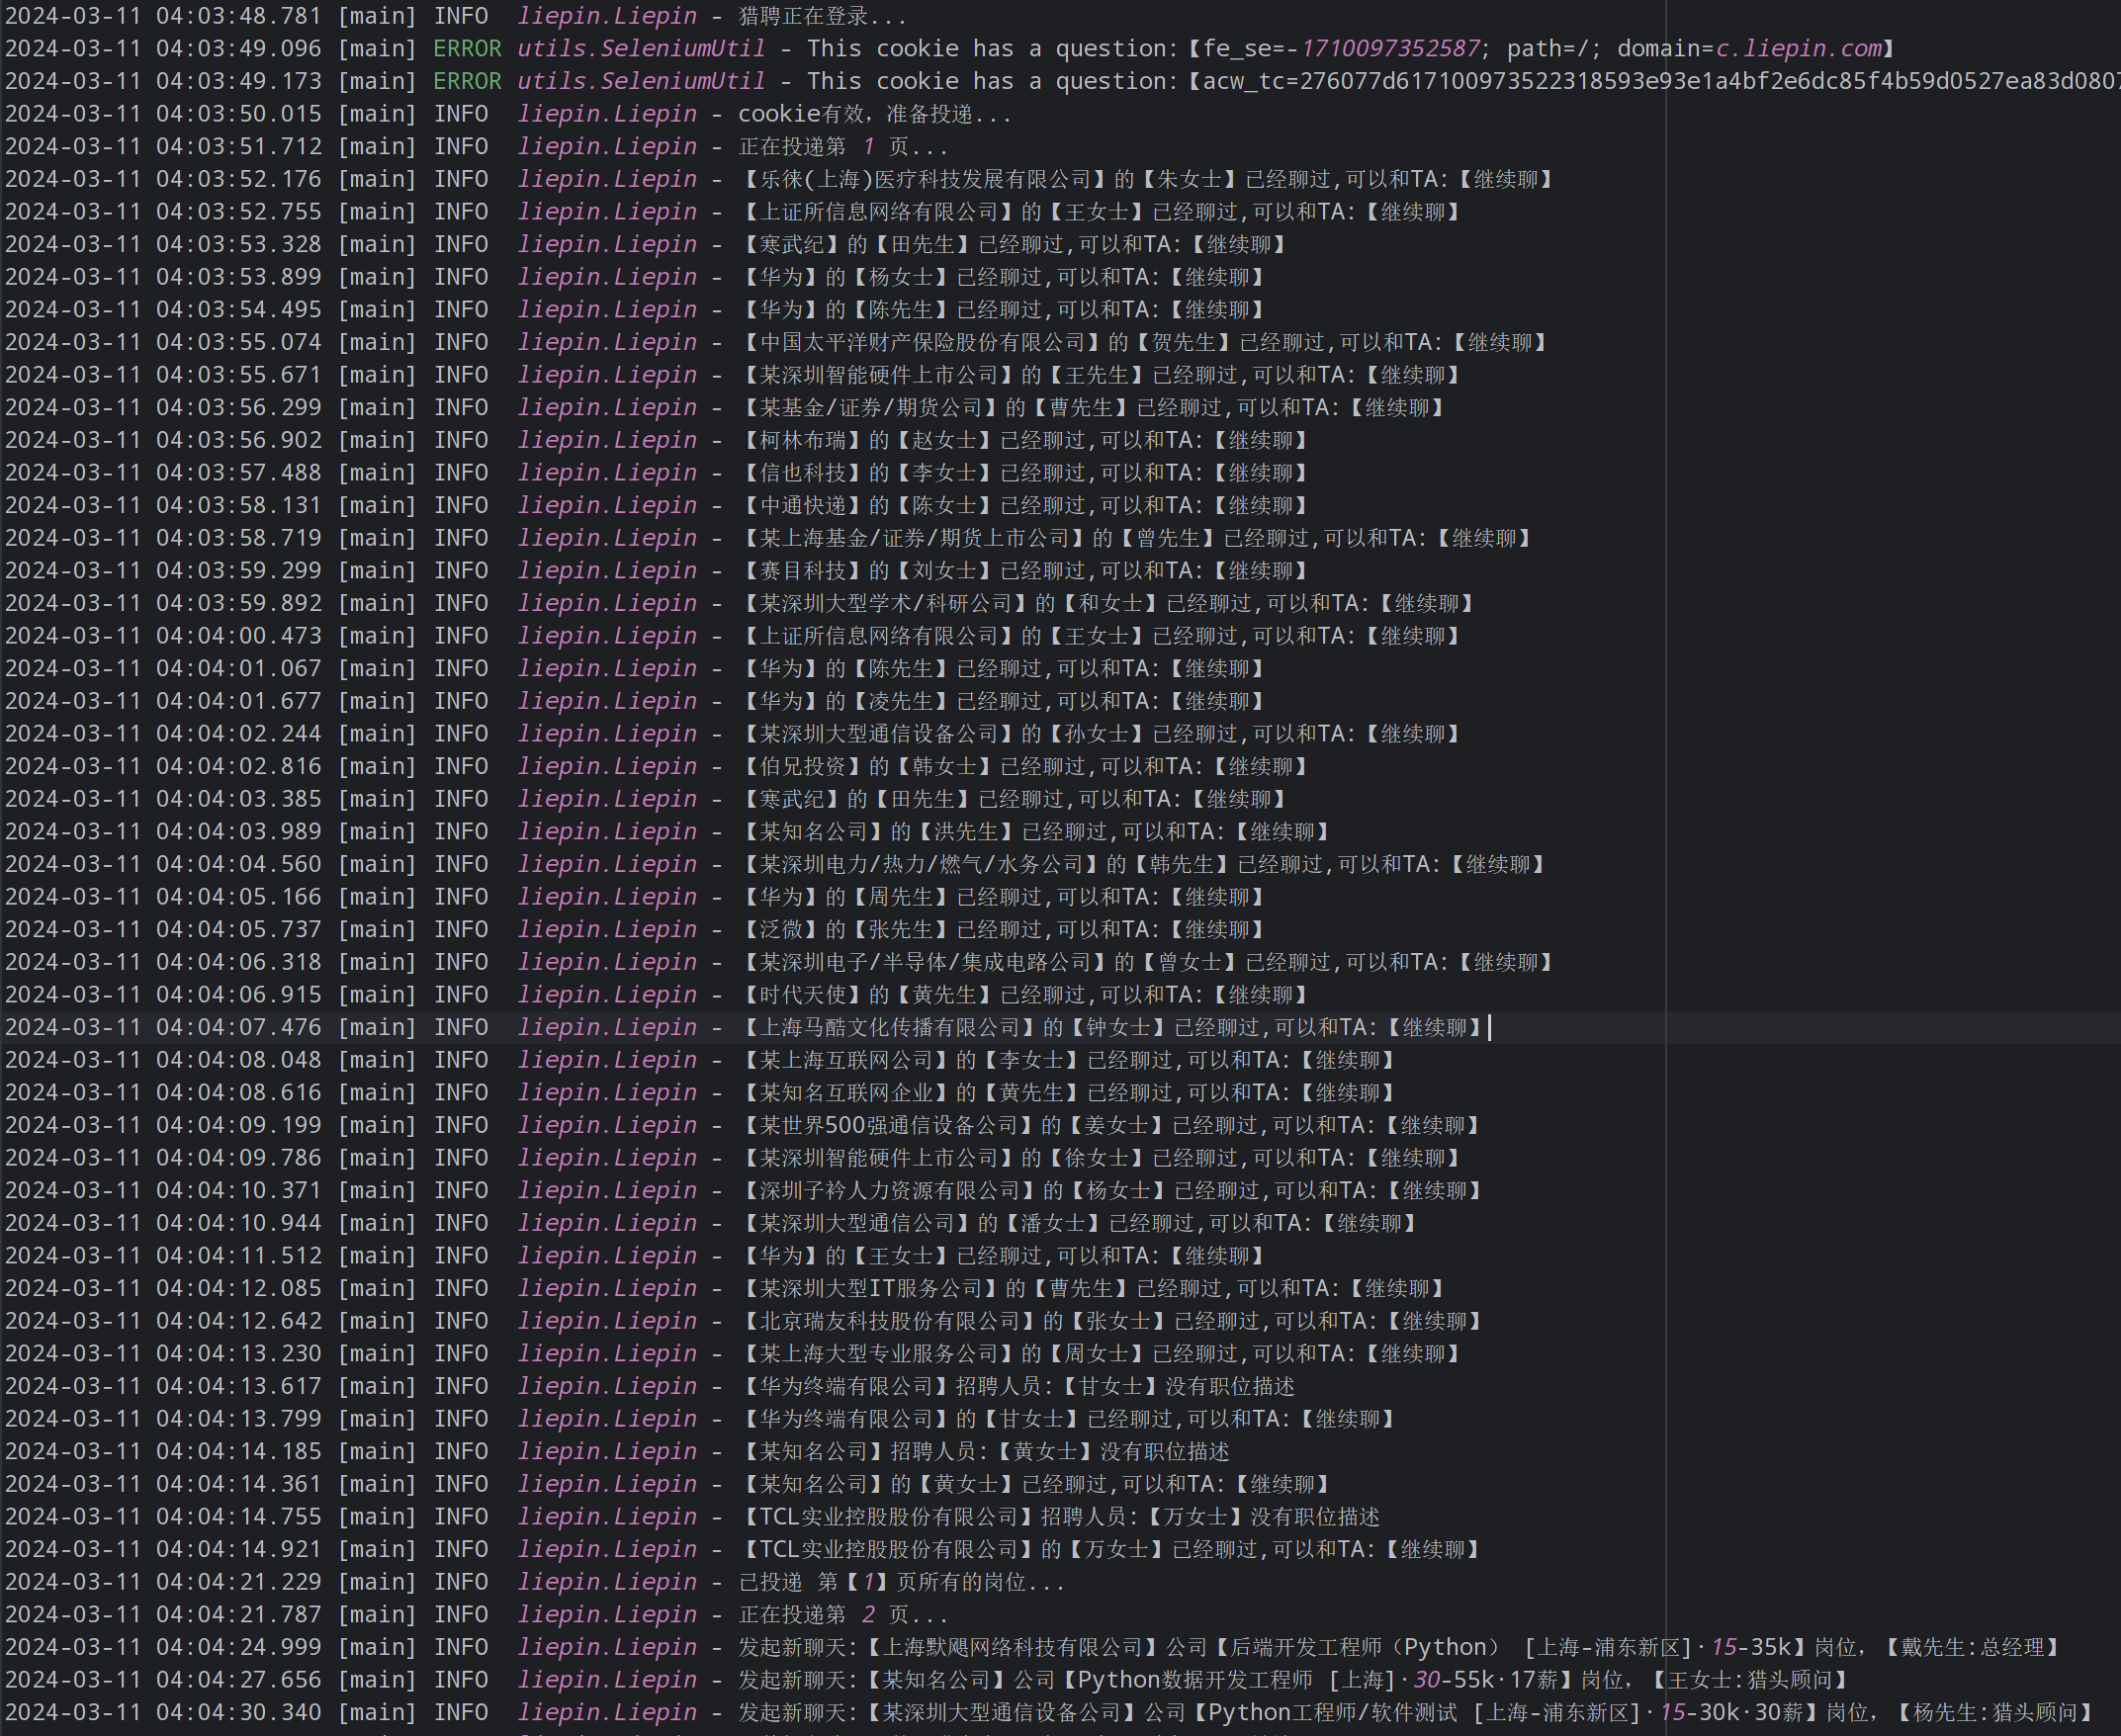 2024-03-11 04:03:48.781 [main] INFO  liepin.Liepin - 猎聘正在登录...
2024-03-11 04:03:49.096 [main] ERROR utils.SeleniumUtil - This cookie has a question:【fe_se=-1710097352587; path=/; domain=c.liepin.com】
2024-03-11 04:03:49.173 [main] ERROR utils.SeleniumUtil - This cookie has a question:【acw_tc=276077d6171009735223185933e93e1a4bf2e6dc85f4b59d0527ea83d0807
2024-03-11 04:03:50.015 [main] INFO  liepin.Liepin - cookie有效，准备投递...
2024-03-11 04:03:51.712 [main] INFO  liepin.Liepin - 正在投递第 1 页...
2024-03-11 04:03:52.176 [main] INFO  liepin.Liepin - 【乐徕(上海)医疗科技发展有限公司】的【朱女士】已经聊过,可以和TA:【继续聊】
2024-03-11 04:03:52.755 [main] INFO  liepin.Liepin - 【上证所信息网络有限公司】的【王女士】已经聊过,可以和TA:【继续聊】
2024-03-11 04:03:53.328 [main] INFO  liepin.Liepin - 【寒武纪】的【田先生】已经聊过,可以和TA:【继续聊】
2024-03-11 04:03:53.899 [main] INFO  liepin.Liepin - 【华为】的【杨女士】已经聊过,可以和TA:【继续聊】
2024-03-11 04:03:54.495 [main] INFO  liepin.Liepin - 【华为】的【陈先生】已经聊过,可以和TA:【继续聊】
2024-03-11 04:03:55.074 [main] INFO  liepin.Liepin - 【中国太平洋财产保险股份有限公司】的【贺先生】已经聊过,可以和TA:【继续聊】
2024-03-11 04:03:55.671 [main] INFO  liepin.Liepin - 【某深圳智能硬件上市公司】的【王先生】已经聊过,可以和TA:【继续聊】
2024-03-11 04:03:56.299 [main] INFO  liepin.Liepin - 【某基金/证券/期货公司】的【曹先生】已经聊过,可以和TA:【继续聊】
2024-03-11 04:03:56.902 [main] INFO  liepin.Liepin - 【柯林布瑞】的【赵女士】已经聊过,可以和TA:【继续聊】
2024-03-11 04:03:57.488 [main] INFO  liepin.Liepin - 【信也科技】的【李女士】已经聊过,可以和TA:【继续聊】
2024-03-11 04:03:58.131 [main] INFO  liepin.Liepin - 【中通快递】的【陈女士】已经聊过,可以和TA:【继续聊】
2024-03-11 04:03:58.719 [main] INFO  liepin.Liepin - 【某上海基金/证券/期货上市公司】的【曾先生】已经聊过,可以和TA:【继续聊】
2024-03-11 04:03:59.299 [main] INFO  liepin.Liepin - 【赛目科技】的【刘女士】已经聊过,可以和TA:【继续聊】
2024-03-11 04:03:59.892 [main] INFO  liepin.Liepin - 【某深圳大型学术/科研公司】的【和女士】已经聊过,可以和TA:【继续聊】
2024-03-11 04:04:00.473 [main] INFO  liepin.Liepin - 【上证所信息网络有限公司】的【王女士】已经聊过,可以和TA:【继续聊】
2024-03-11 04:04:01.067 [main] INFO  liepin.Liepin - 【华为】的【陈先生】已经聊过,可以和TA:【继续聊】
2024-03-11 04:04:01.677 [main] INFO  liepin.Liepin - 【华为】的【凌先生】已经聊过,可以和TA:【继续聊】
2024-03-11 04:04:02.244 [main] INFO  liepin.Liepin - 【某深圳大型通信设备公司】的【孙女士】已经聊过,可以和TA:【继续聊】
2024-03-11 04:04:02.816 [main] INFO  liepin.Liepin - 【伯兄投资】的【韩女士】已经聊过,可以和TA:【继续聊】
2024-03-11 04:04:03.385 [main] INFO  liepin.Liepin - 【寒武纪】的【田先生】已经聊过,可以和TA:【继续聊】
2024-03-11 04:04:03.989 [main] INFO  liepin.Liepin - 【某知名公司】的【洪先生】已经聊过,可以和TA:【继续聊】
2024-03-11 04:04:04.560 [main] INFO  liepin.Liepin - 【某深圳电力/热力/燃气/水务公司】的【韩先生】已经聊过,可以和TA:【继续聊】
2024-03-11 04:04:05.166 [main] INFO  liepin.Liepin - 【华为】的【周先生】已经聊过,可以和TA:【继续聊】
2024-03-11 04:04:05.737 [main] INFO  liepin.Liepin - 【泛微】的【张先生】已经聊过,可以和TA:【继续聊】
2024-03-11 04:04:06.318 [main] INFO  liepin.Liepin - 【某深圳电子/半导体/集成电路公司】的【曾女士】已经聊过,可以和TA:【继续聊】
2024-03-11 04:04:06.915 [main] INFO  liepin.Liepin - 【时代天使】的【黄先生】已经聊过,可以和TA:【继续聊】
2024-03-11 04:04:07.476 [main] INFO  liepin.Liepin - 【上海马酷文化传播有限公司】的【钟女士】已经聊过,可以和TA:【继续聊】
2024-03-11 04:04:08.048 [main] INFO  liepin.Liepin - 【某上海互联网公司】的【李女士】已经聊过,可以和TA:【继续聊】
2024-03-11 04:04:08.616 [main] INFO  liepin.Liepin - 【某知名互联网企业】的【黄先生】已经聊过,可以和TA:【继续聊】
2024-03-11 04:04:09.199 [main] INFO  liepin.Liepin - 【某世界500强通信设备公司】的【姜女士】已经聊过,可以和TA:【继续聊】
2024-03-11 04:04:09.786 [main] INFO  liepin.Liepin - 【某深圳智能硬件上市公司】的【徐女士】已经聊过,可以和TA:【继续聊】
2024-03-11 04:04:10.371 [main] INFO  liepin.Liepin - 【深圳子衿人力资源有限公司】的【杨女士】已经聊过,可以和TA:【继续聊】
2024-03-11 04:04:10.944 [main] INFO  liepin.Liepin - 【某深圳大型通信公司】的【潘女士】已经聊过,可以和TA:【继续聊】
2024-03-11 04:04:11.512 [main] INFO  liepin.Liepin - 【华为】的【王女士】已经聊过,可以和TA:【继续聊】
2024-03-11 04:04:12.085 [main] INFO  liepin.Liepin - 【某深圳大型IT服务公司】的【曹先生】已经聊过,可以和TA:【继续聊】
2024-03-11 04:04:12.642 [main] INFO  liepin.Liepin - 【北京瑞友科技股份有限公司】的【张女士】已经聊过,可以和TA:【继续聊】
2024-03-11 04:04:13.230 [main] INFO  liepin.Liepin - 【某上海大型专业服务公司】的【周女士】已经聊过,可以和TA:【继续聊】
2024-03-11 04:04:13.617 [main] INFO  liepin.Liepin - 【华为终端有限公司】招聘人员:【甘女士】没有职位描述
2024-03-11 04:04:13.799 [main] INFO  liepin.Liepin - 【华为终端有限公司】的【甘女士】已经聊过,可以和TA:【继续聊】
2024-03-11 04:04:14.185 [main] INFO  liepin.Liepin - 【某知名公司】招聘人员:【黄女士】没有职位描述
2024-03-11 04:04:14.361 [main] INFO  liepin.Liepin - 【某知名公司】的【黄女士】已经聊过,可以和TA:【继续聊】
2024-03-11 04:04:14.755 [main] INFO  liepin.Liepin - 【TCL实业控股股份有限公司】招聘人员:【万女士】没有职位描述
2024-03-11 04:04:14.921 [main] INFO  liepin.Liepin - 【TCL实业控股股份有限公司】的【万女士】已经聊过,可以和TA:【继续聊】
2024-03-11 04:04:21.229 [main] INFO  liepin.Liepin - 已投递 第【1】页所有的岗位...
2024-03-11 04:04:21.787 [main] INFO  liepin.Liepin - 正在投递第 2 页...
2024-03-11 04:04:24.999 [main] INFO  liepin.Liepin - 发起新聊天:【上海默飓网络科技有限公司】公司【后端开发工程师（Python） [上海-浦东新区]·15-35k】岗位，【戴先生:总经理】
2024-03-11 04:04:27.656 [main] INFO  liepin.Liepin - 发起新聊天:【某知名公司】公司【Python数据开发工程师 [上海]·30-55k·17薪】岗位，【王女士:猎头顾问】
2024-03-11 04:04:30.340 [main] INFO  liepin.Liepin - 发起新聊天:【某深圳大型通信设备公司】公司【Python工程师/软件测试 [上海-浦东新区]·15-30k·30薪】岗位，【杨先生:猎头顾问】